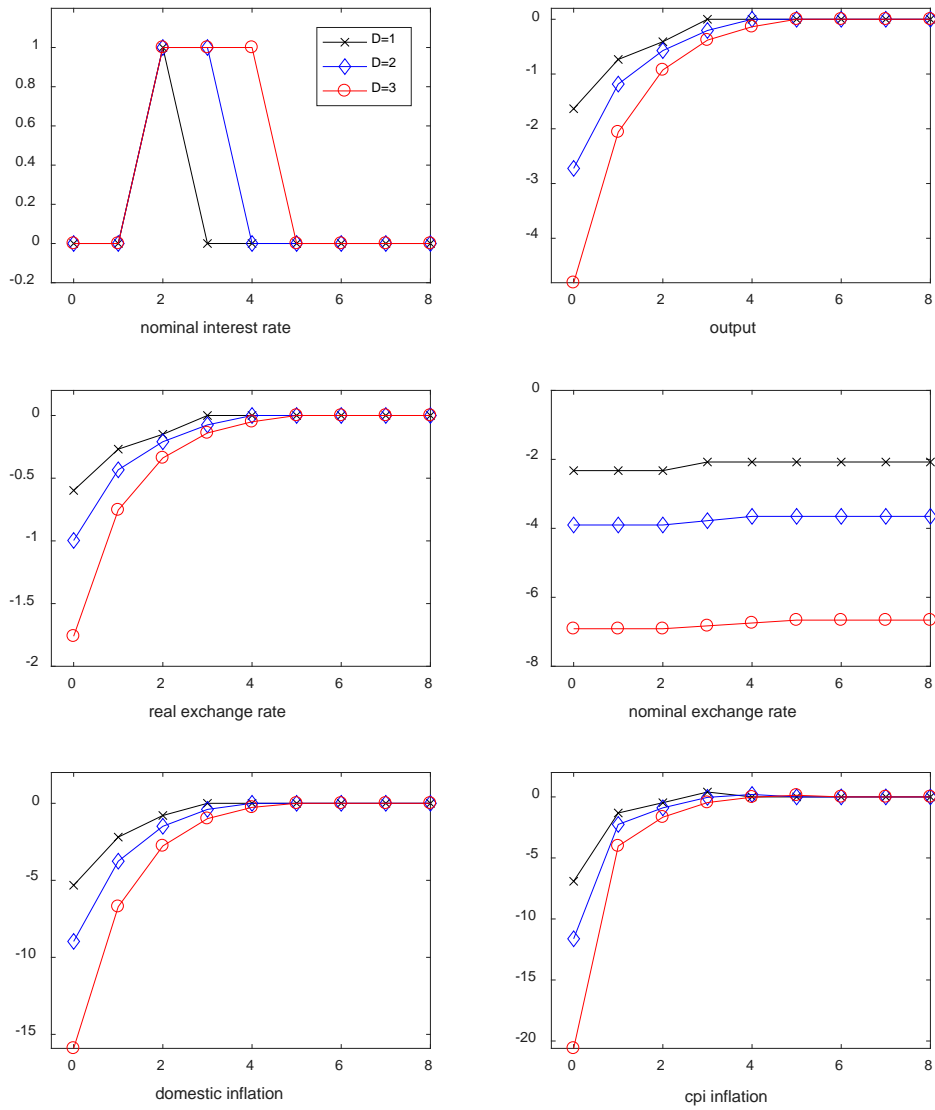 1
0.8
0.6
0.4
0.2
0
-0.2
0 2 4 6 8
nominal interest rate
D=1
D=2
D=3
0
-1
-2
-3
-4
0 2 4 6 8
output
0
-0.5
-1
-1.5
-2
0 2 4 6 8
real exchange rate
0
-2
-4
-6
-8
0 2 4 6 8
nominal exchange rate
0
-5
-10
-15
0 2 4 6 8
domestic inflation
0
-5
-10
-15
-20
0 2 4 6 8
cpi inflation